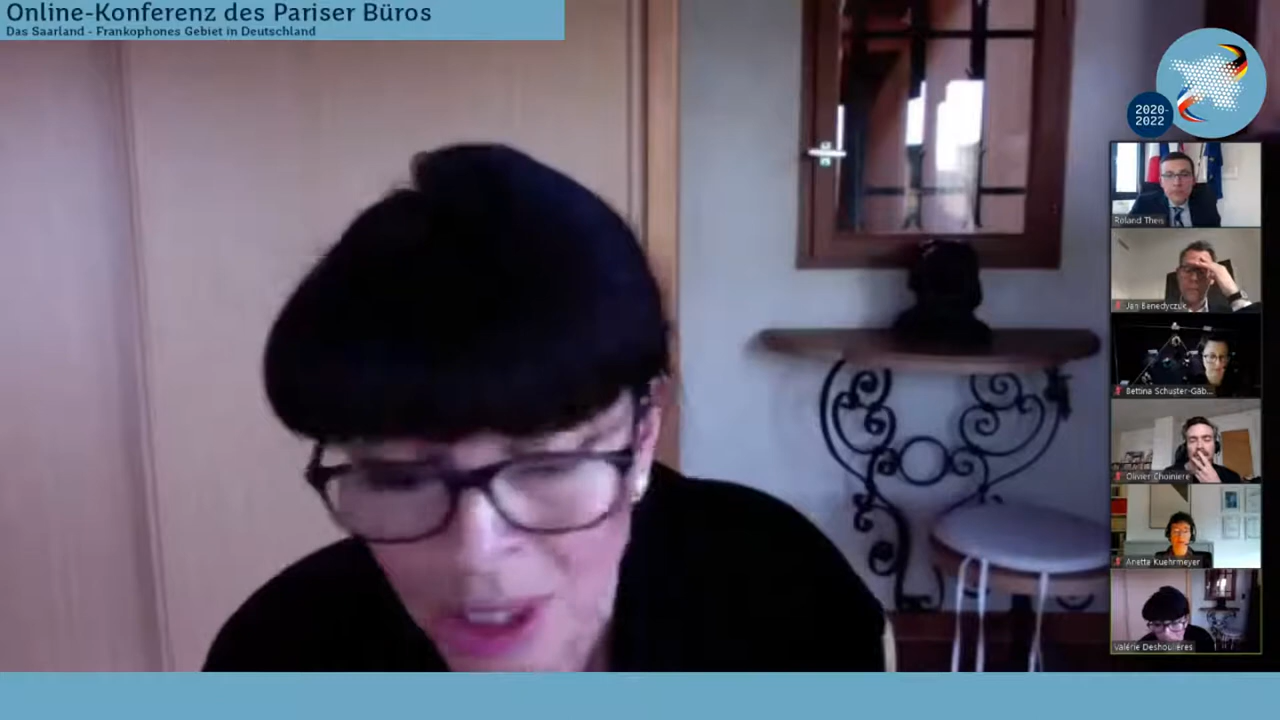 Online-Konferenz des Pariser Büros
Das Saarland - Frankophones Gebiet in Deutschland
2020-
2022
Roland Theis
Jan Benedyczuk
Bettina Schuster-Gäb...
Olivier Choiniere
Anette Kuehrmeyer
Valérie Deshoulières